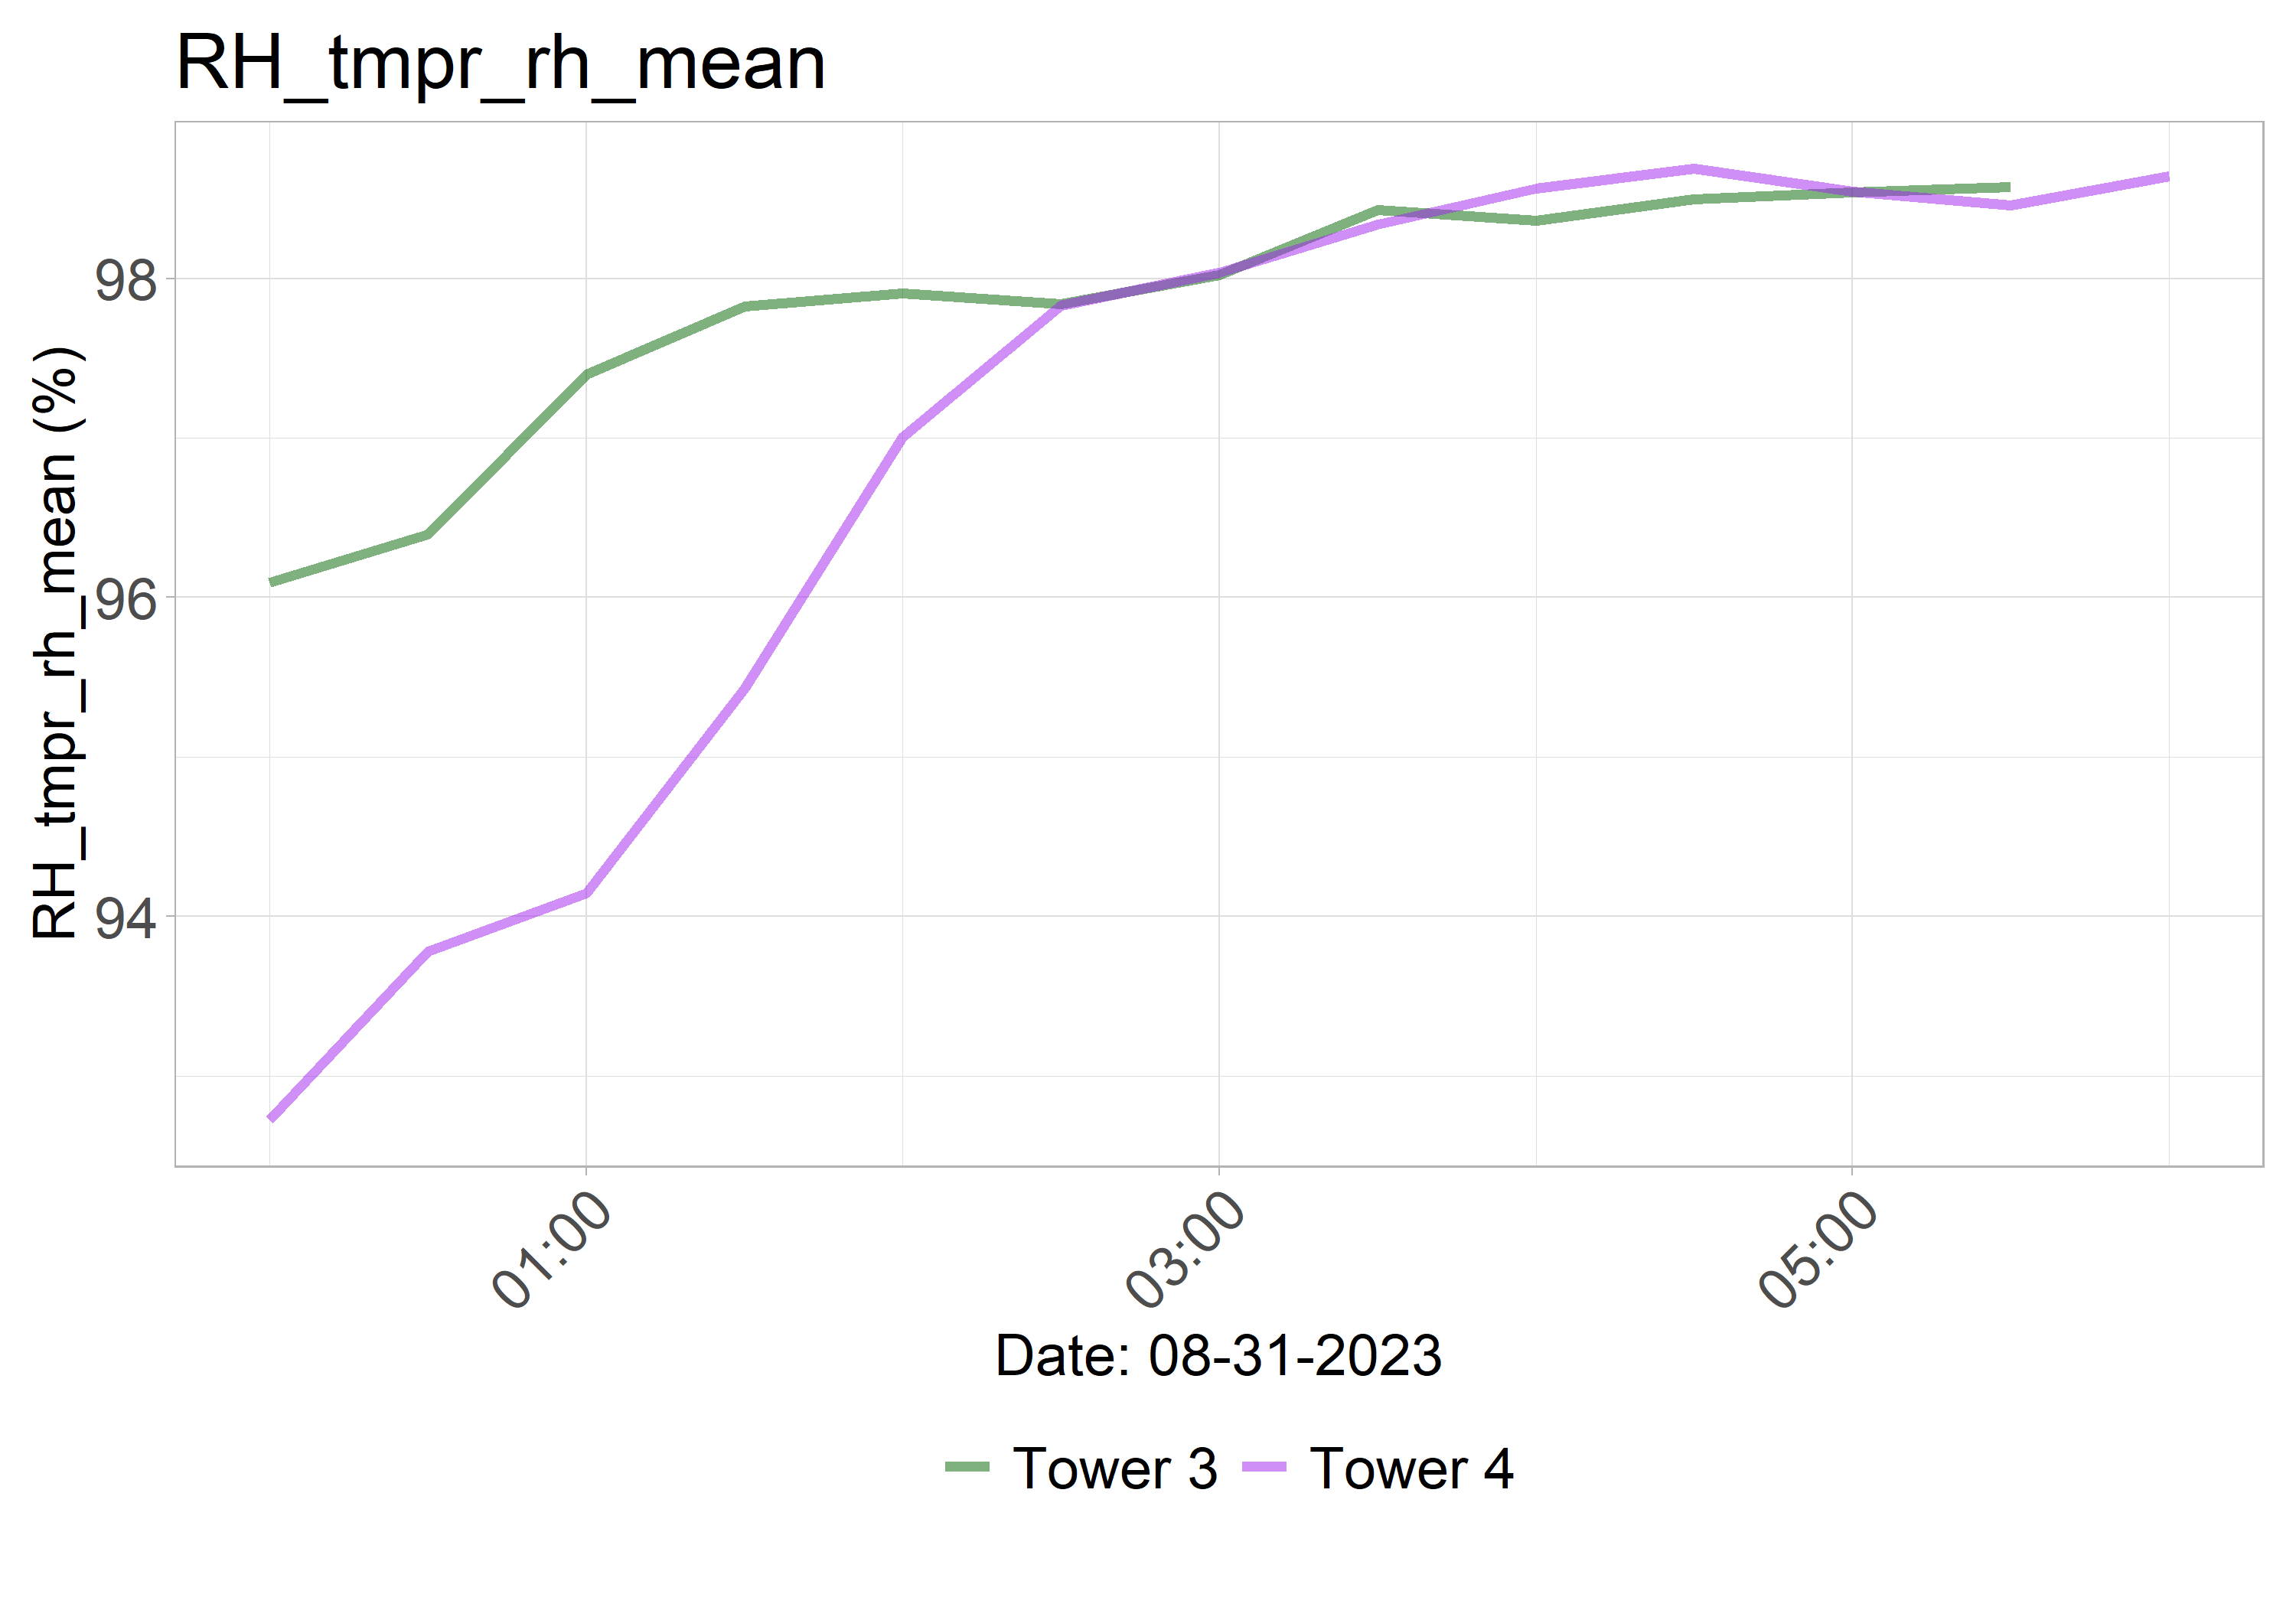 RH_tmpr_rh_mean
RH_tmpr_rh_mean (%)
98
96
94
01:00
03:00
05:00
Date: 08-31-2023
Tower 3
Tower 4